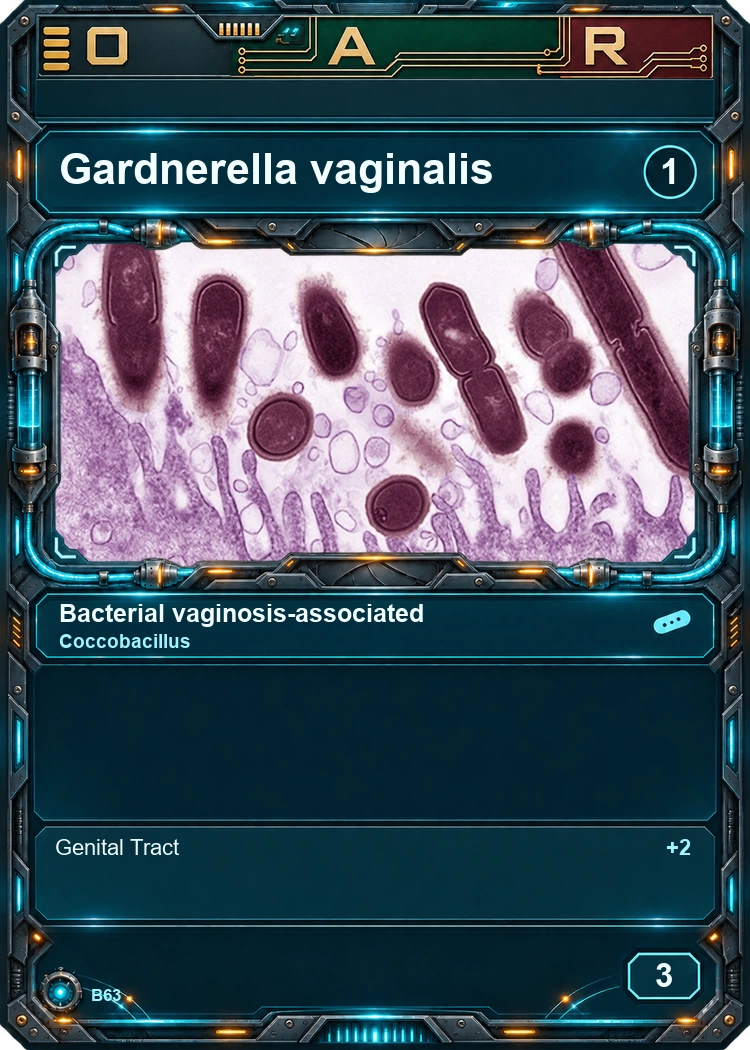 O A R
Gardnerella vaginalis 1
Bacterial vaginosis-associated
Coccobacillus
Genital Tract +2
B63 3